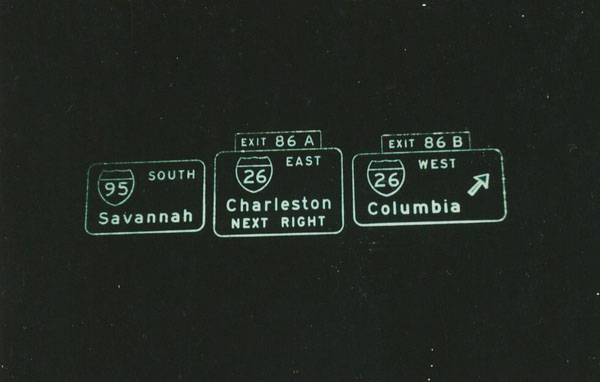 95 SOUTH
Savannah
EXIT 86 A
26 EAST
Charleston
NEXT RIGHT
EXIT 86 B
26 WEST
Columbia